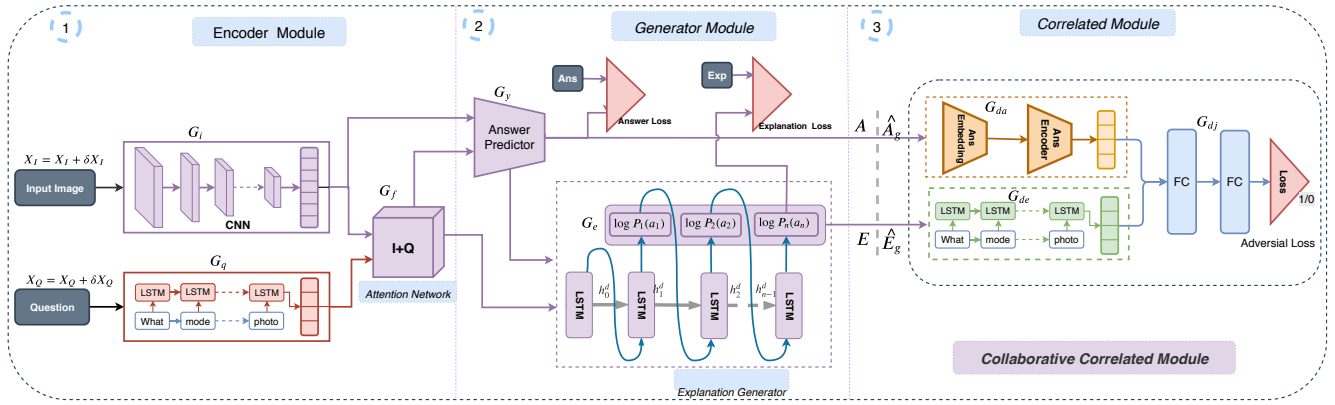 1
Encoder Module
2
Generator Module
3
Correlated Module
G_i
X_I = X_I + δX_I
Input Image
CNN
G_q
X_Q = X_Q + δX_Q
Question
LSTM
LSTM
LSTM
What
mode
photo
G_f
I+Q
Attention Network
G_y
Answer
Predictor
Ans
Answer Loss
Exp
Explanation Loss
G_e
log P_1(a_1)
log P_2(a_2)
log P_n(a_n)
LSTM
h_0^d
LSTM
h_1^d
LSTM
h_2^d
h_{n-1}^d
LSTM
Explanation Generator
A
Â_g
E
Ê_g
G_da
Ans
Embedding
Ans
Encoder
G_de
LSTM
LSTM
LSTM
What
mode
photo
G_dj
FC
FC
Loss
1/0
Adversial Loss
Collaborative Correlated Module